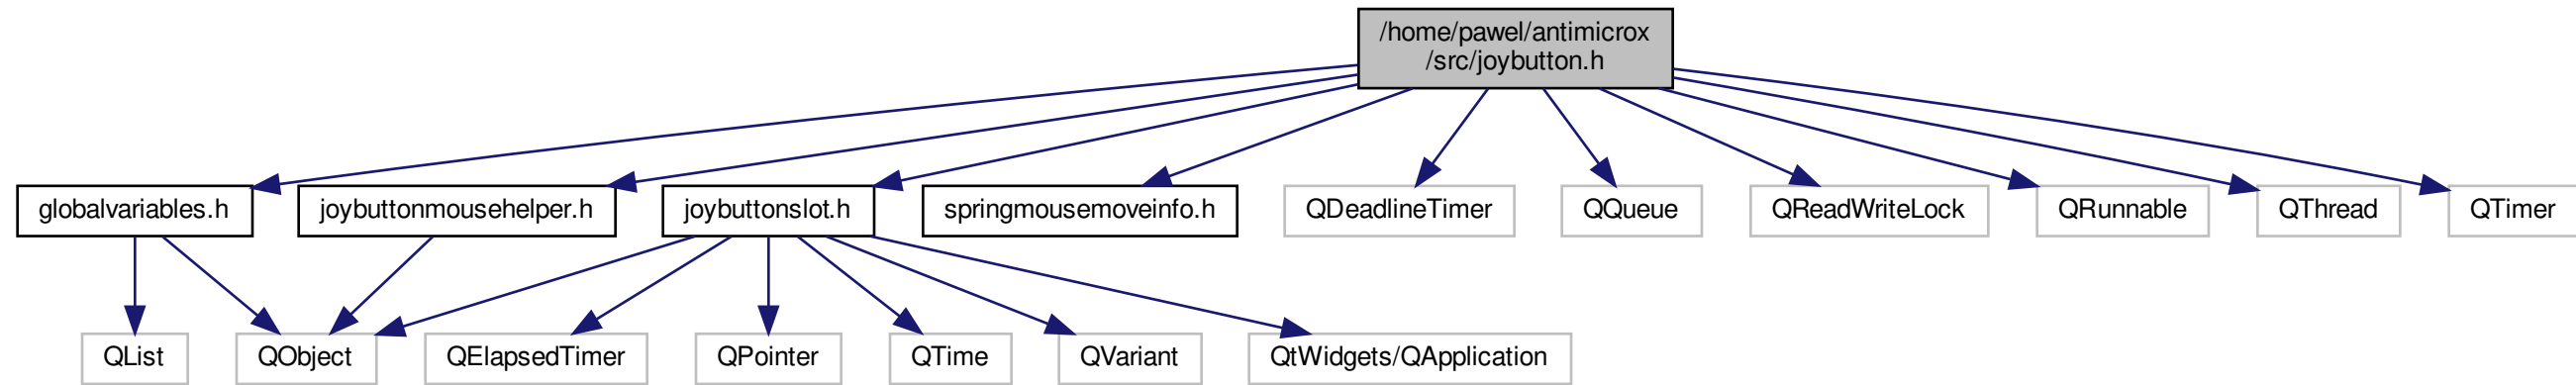 /home/pawel/antimicrox
/src/joybutton.h
globalvariables.h
joybuttonmousehelper.h
joybuttonslot.h
springmousemoveinfo.h
QDeadlineTimer
QQueue
QReadWriteLock
QRunnable
QThread
QTimer
QList
QObject
QElapsedTimer
QPointer
QTime
QVariant
QtWidgets/QApplication